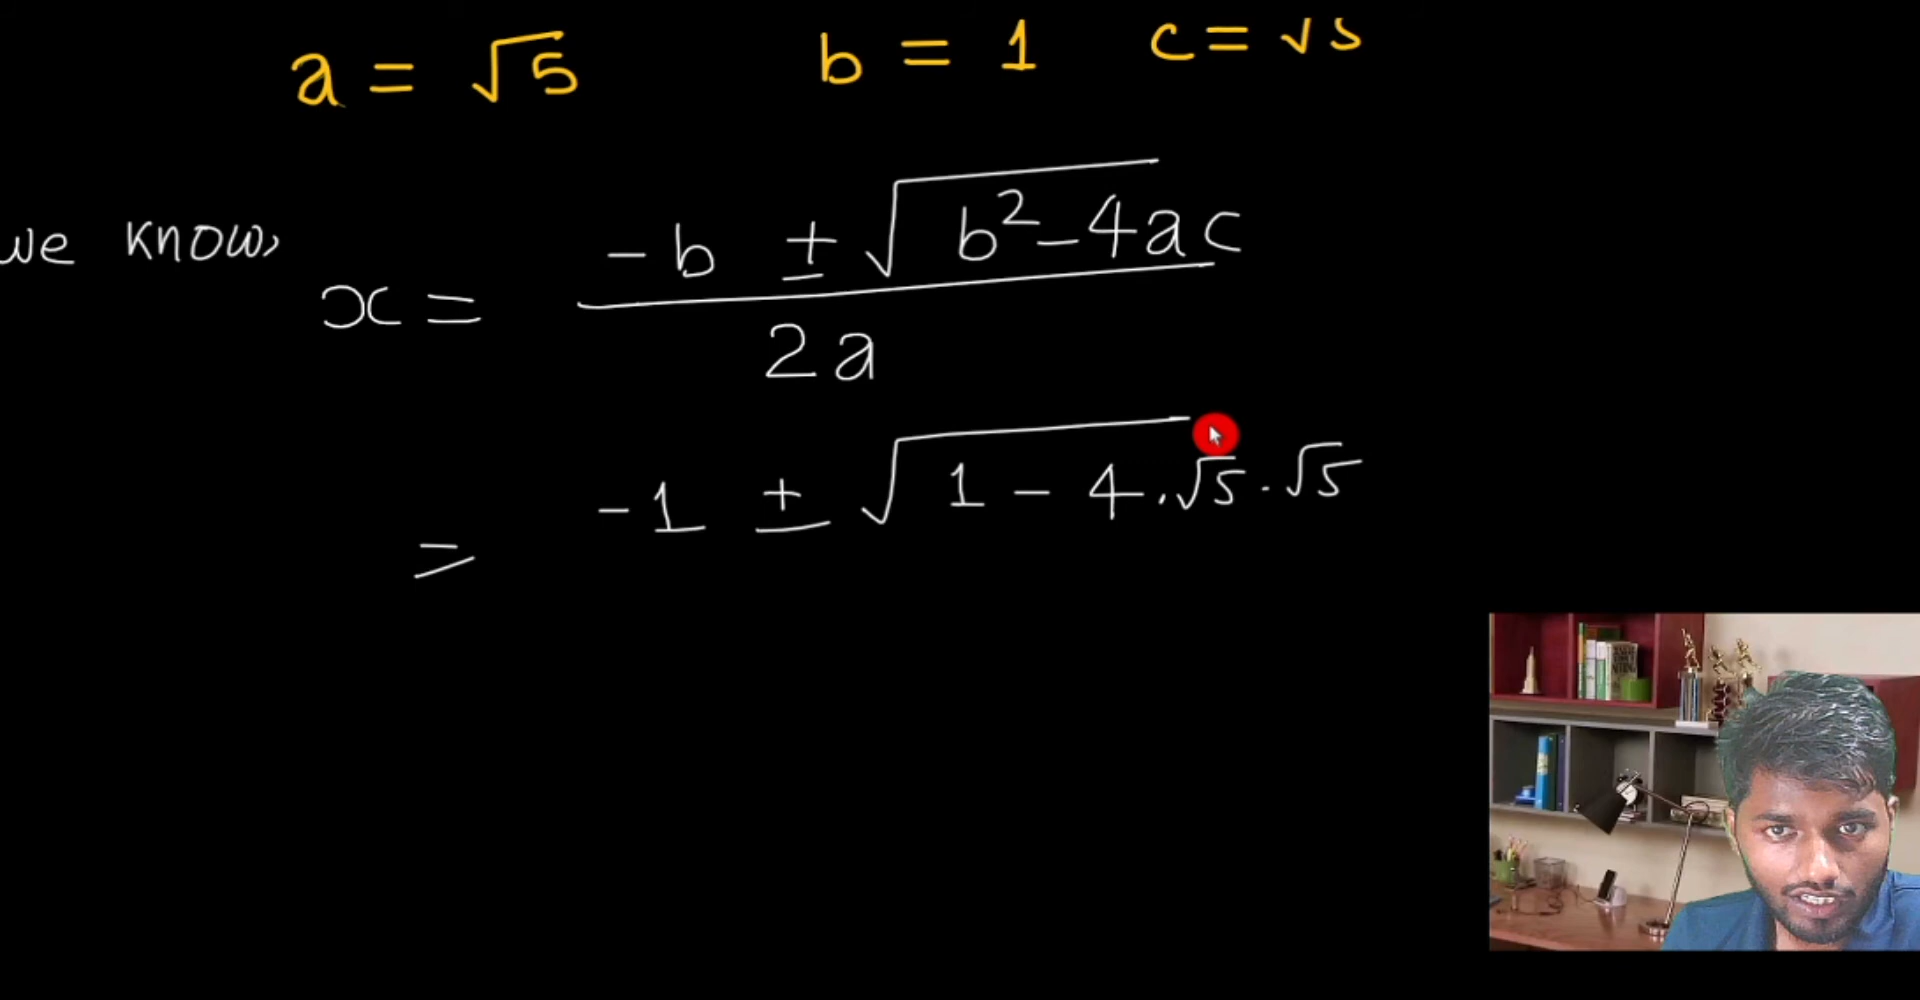 a = √5 b = 1 c = √5
we know,
x = -b ± √b²-4ac
2a
= -1 ± √1 - 4.√5.√5